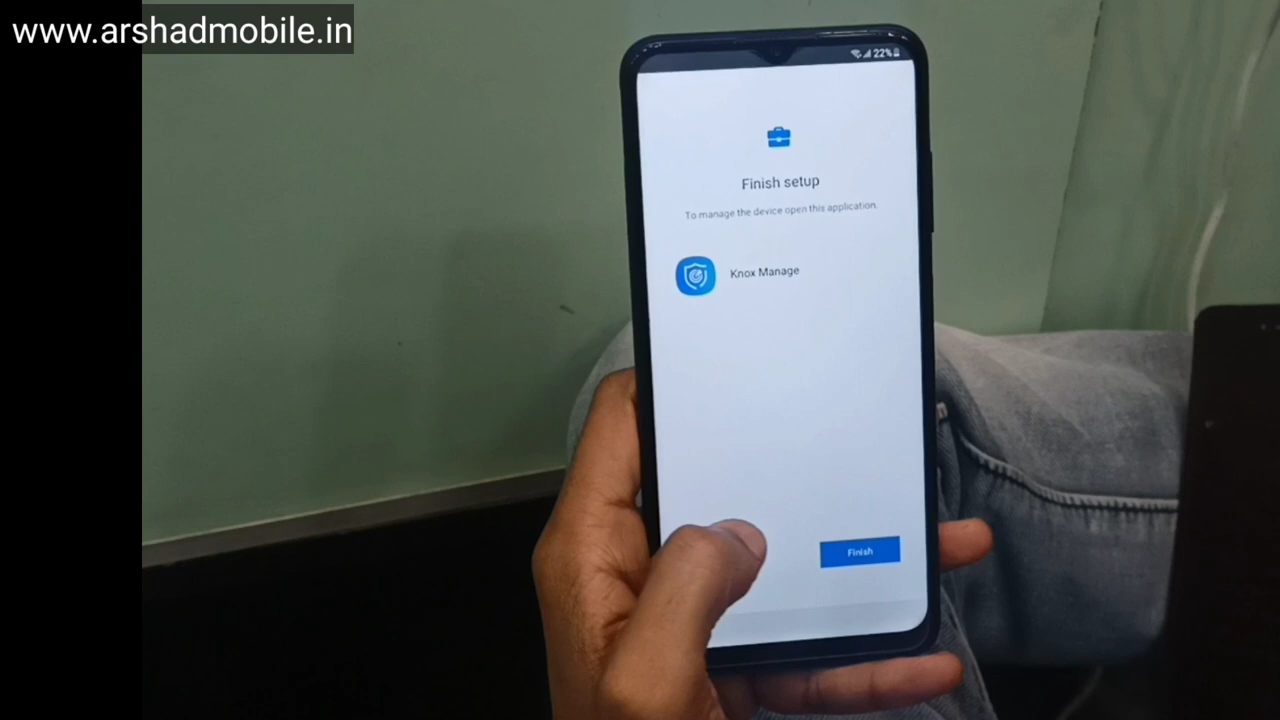 www.arshadmobile.in
22%
Finish setup
To manage the device open this application.
Knox Manage
Finish